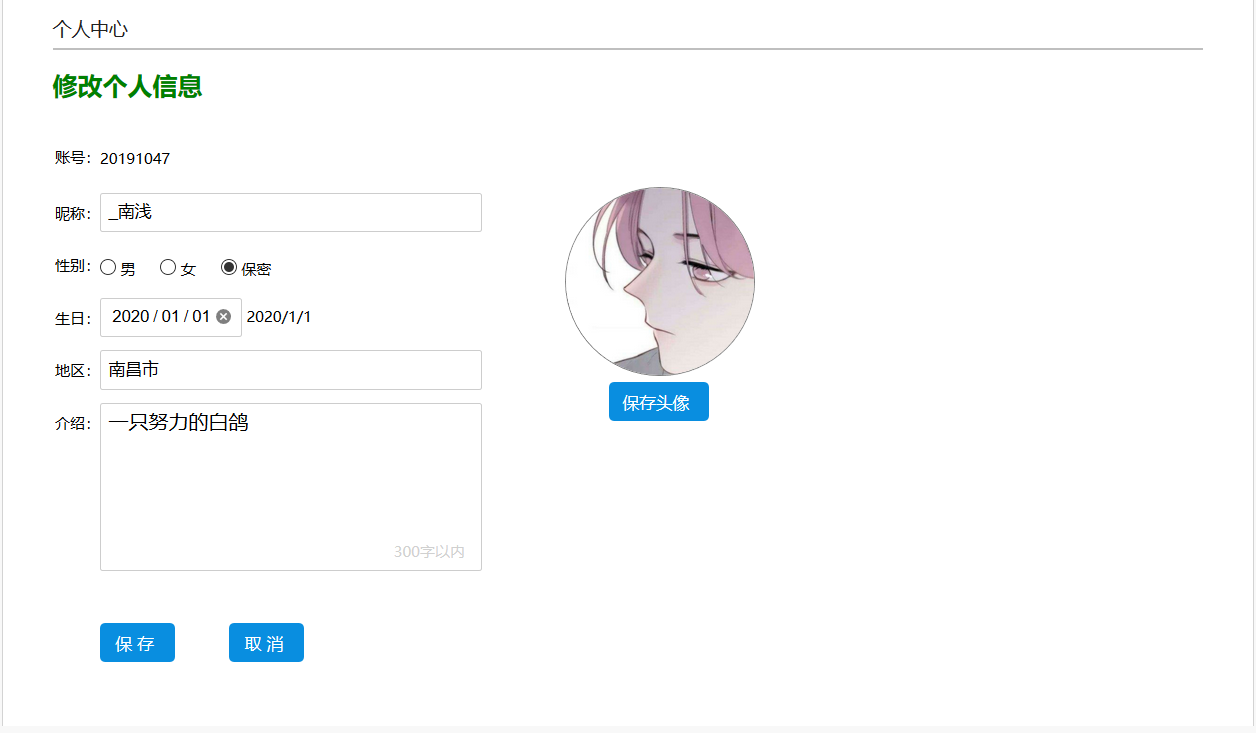 个人中心
修改个人信息
账号：20191047
昵称：_南浅
性别：男 女 保密
生日：2020 / 01 / 01 2020/1/1
地区：南昌市
保存头像
介绍：一只努力的白鸽
300字以内
保 存 取 消